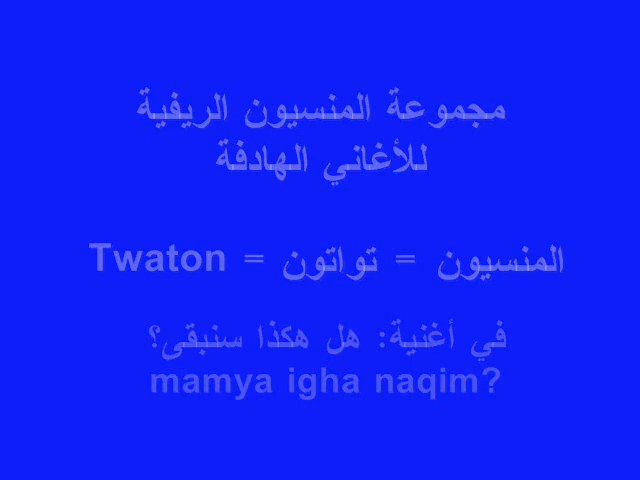 مجموعة المنسيون الريفية
للأغاني الهادفة
المنسيون = تواتون = Twaton
في أغنية: هل هكذا سنبقى؟
mamya igha naqim?